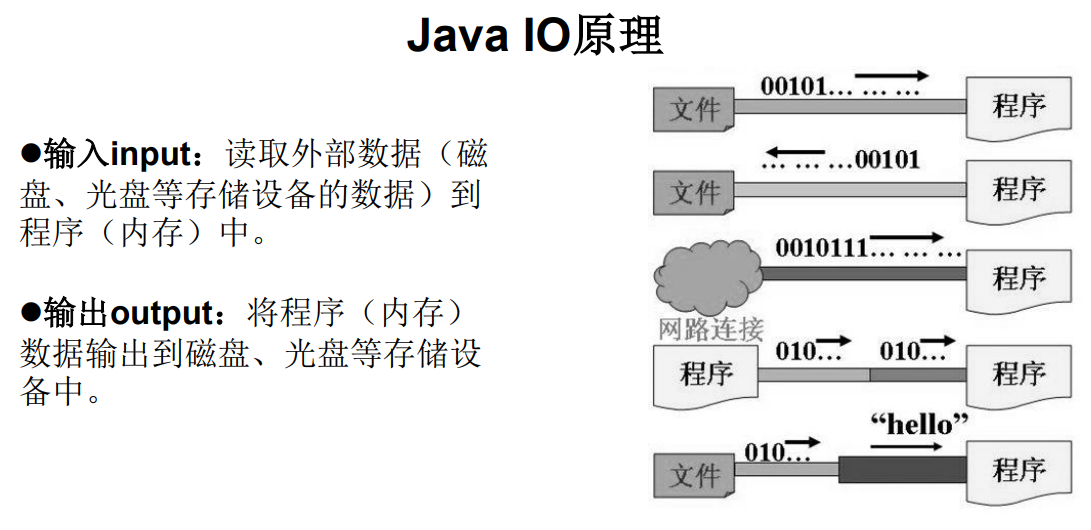 Java IO原理
●输入input：读取外部数据（磁
盘、光盘等存储设备的数据）到
程序（内存）中。
●输出output：将程序（内存）
数据输出到磁盘、光盘等存储设
备中。
00101… … …
文件
程序
… … …00101
文件
程序
0010111… … …
网路连接
程序
程序
010…
010…
程序
文件
010…
“hello”
程序